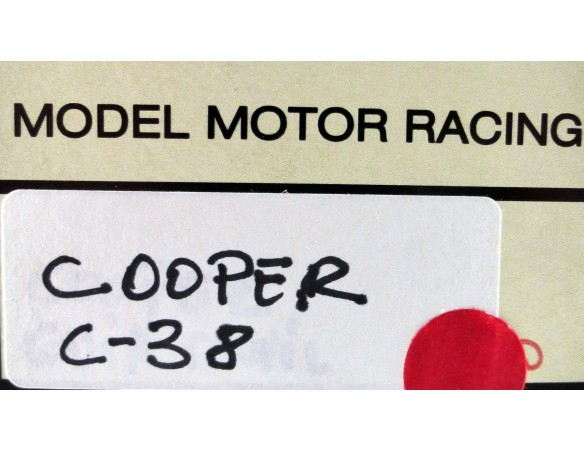 MODEL MOTOR RACING
COOPER
C-38